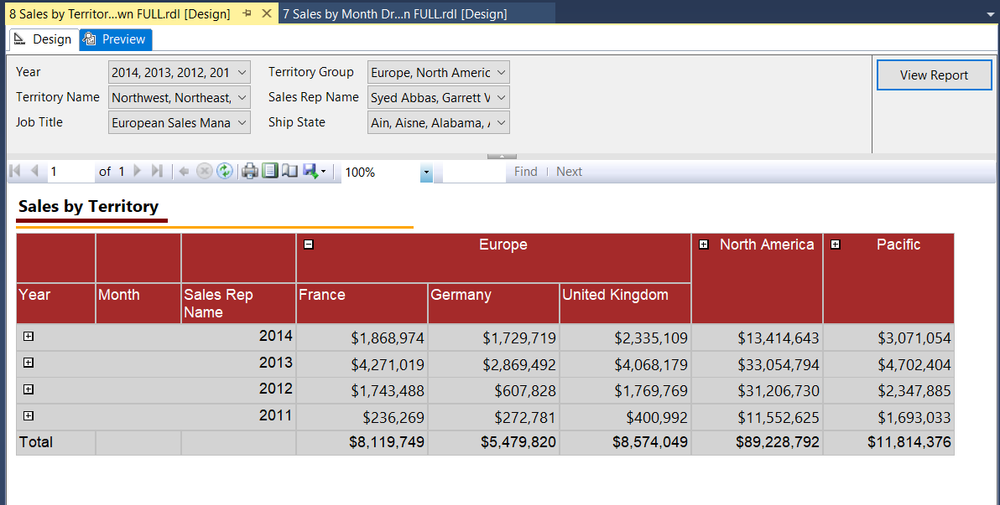 8 Sales by Territor...wn FULL.rdl [Design]
7 Sales by Month Dr...n FULL.rdl [Design]
Design
Preview
Year
2014, 2013, 2012, 201
Territory Group
Europe, North Americ
View Report
Territory Name
Northwest, Northeast,
Sales Rep Name
Syed Abbas, Garrett V
Job Title
European Sales Mana
Ship State
Ain, Aisne, Alabama,
1 of 1
100%
Find
Next
Sales by Territory
Europe North America Pacific
Year Month Sales Rep Name France Germany United Kingdom
2014 $1,868,974 $1,729,719 $2,335,109 $13,414,643 $3,071,054
2013 $4,271,019 $2,869,492 $4,068,179 $33,054,794 $4,702,404
2012 $1,743,488 $607,828 $1,769,769 $31,206,730 $2,347,885
2011 $236,269 $272,781 $400,992 $11,552,625 $1,693,033
Total $8,119,749 $5,479,820 $8,574,049 $89,228,792 $11,814,376